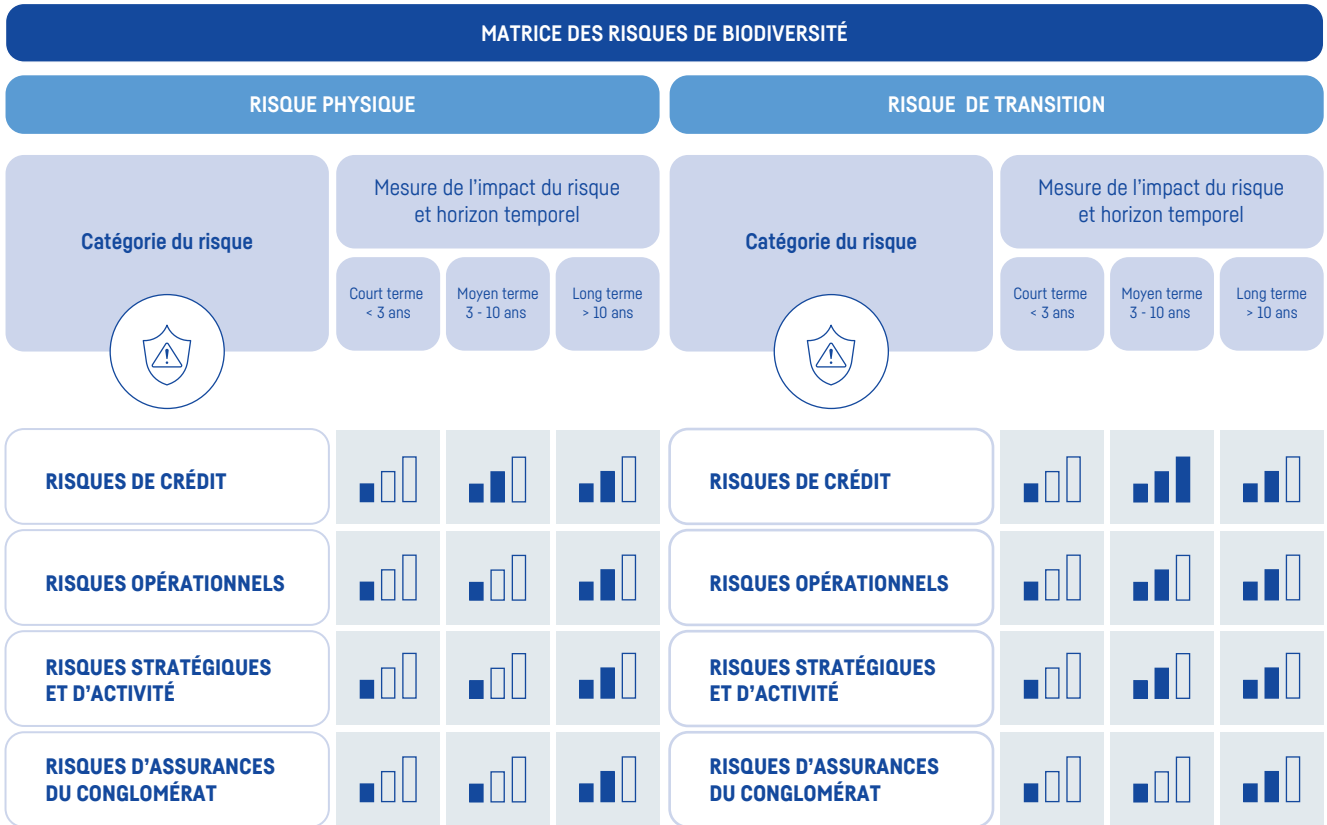 MATRICE DES RISQUES DE BIODIVERSITÉ
RISQUE PHYSIQUE
RISQUE DE TRANSITION
Catégorie du risque
Mesure de l'impact du risque
et horizon temporel
Court terme
< 3 ans
Moyen terme
3 - 10 ans
Long terme
> 10 ans
Catégorie du risque
Mesure de l'impact du risque
et horizon temporel
Court terme
< 3 ans
Moyen terme
3 - 10 ans
Long terme
> 10 ans
RISQUES DE CRÉDIT
RISQUES DE CRÉDIT
RISQUES OPÉRATIONNELS
RISQUES OPÉRATIONNELS
RISQUES STRATÉGIQUES
ET D'ACTIVITÉ
RISQUES STRATÉGIQUES
ET D'ACTIVITÉ
RISQUES D'ASSURANCES
DU CONGLOMÉRAT
RISQUES D'ASSURANCES
DU CONGLOMÉRAT